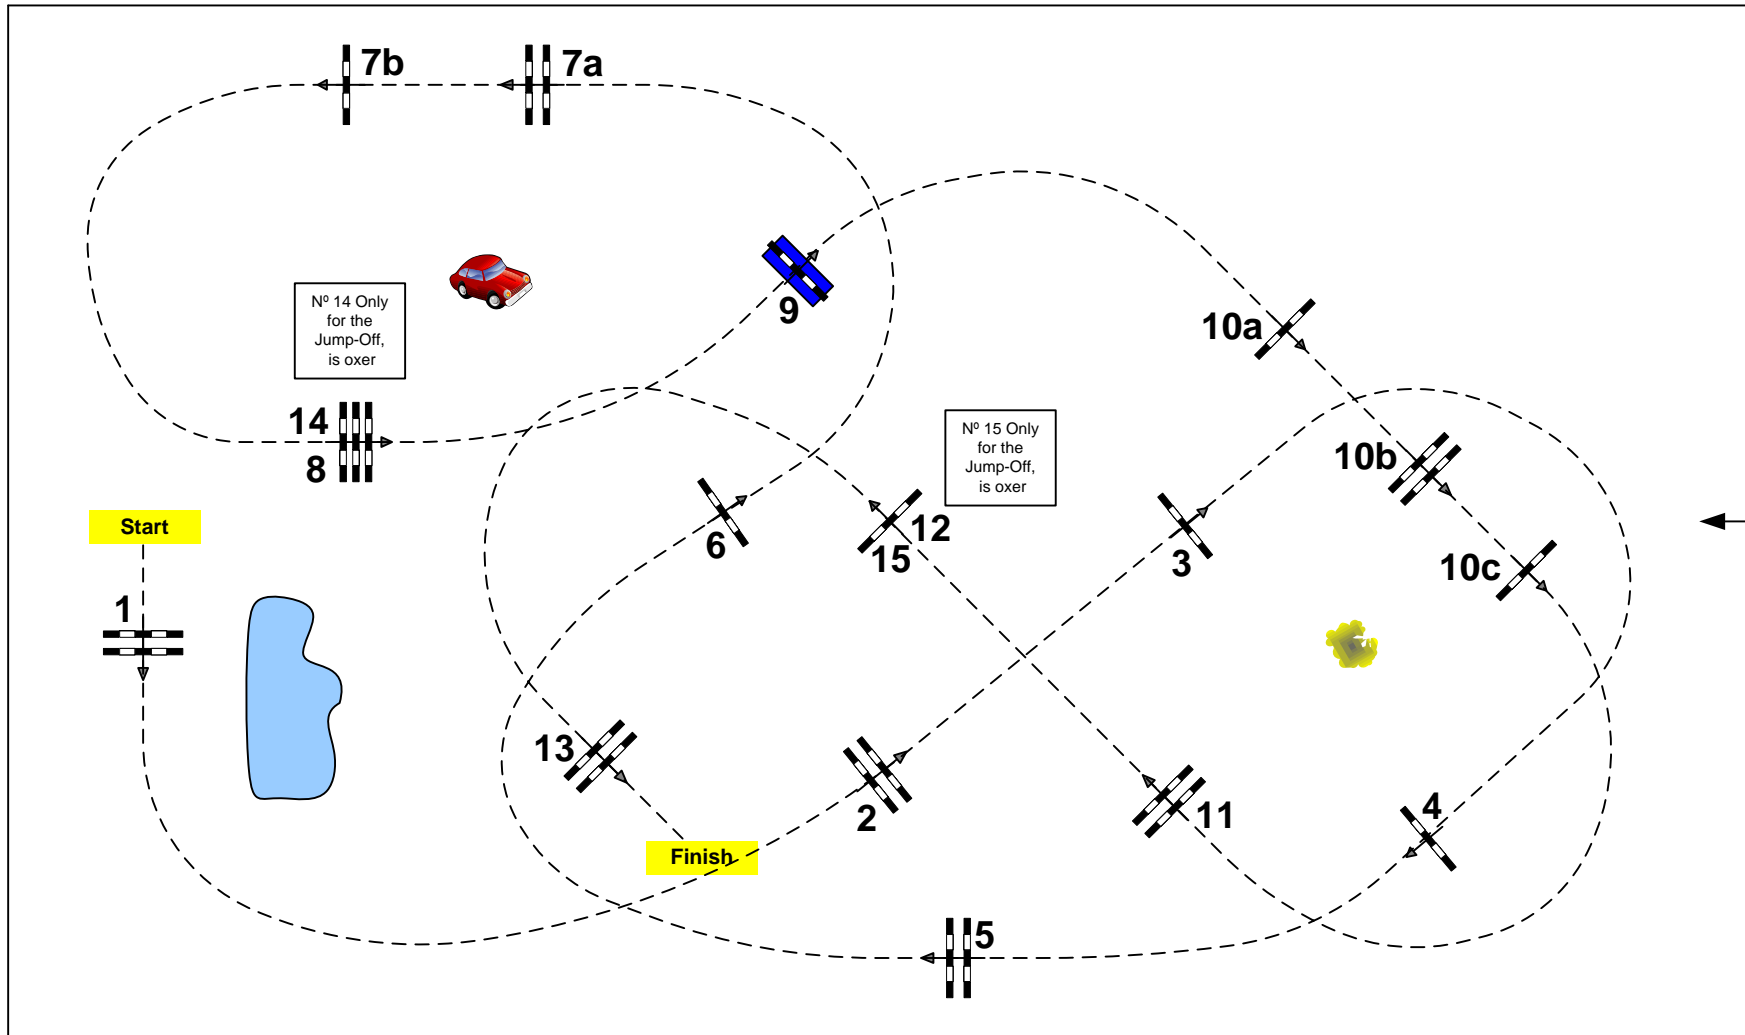 7b
7a
9
10a
Nº 14 Only
for the
Jump-Off,
is oxer
14
8
Nº 15 Only
for the
Jump-Off,
is oxer
10b
Start
6
12
15
3
10c
1
13
2
11
4
Finish
5